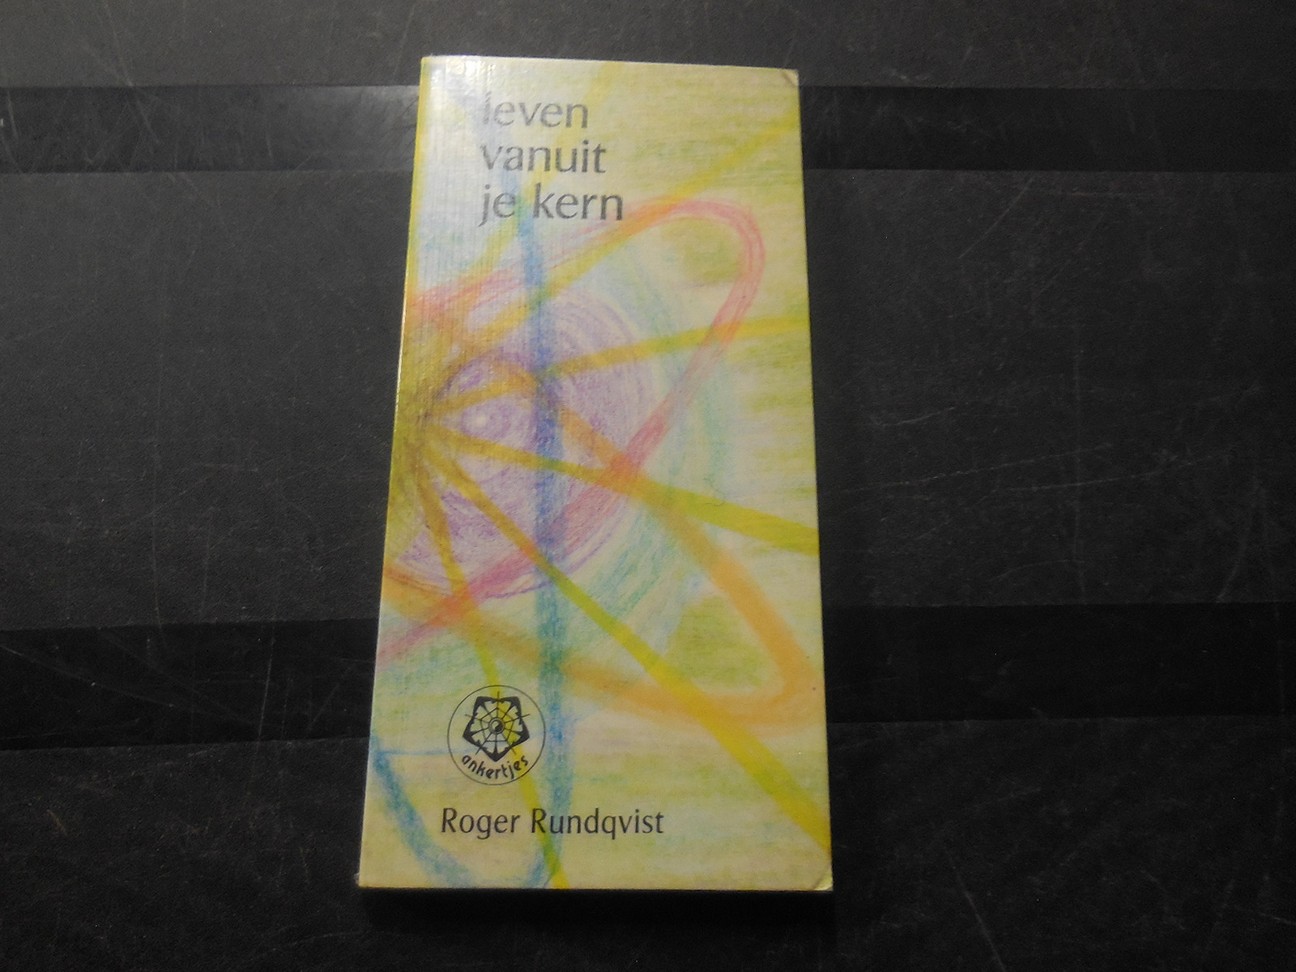 leven
vanuit
je kern
ankertjes
Roger Rundqvist